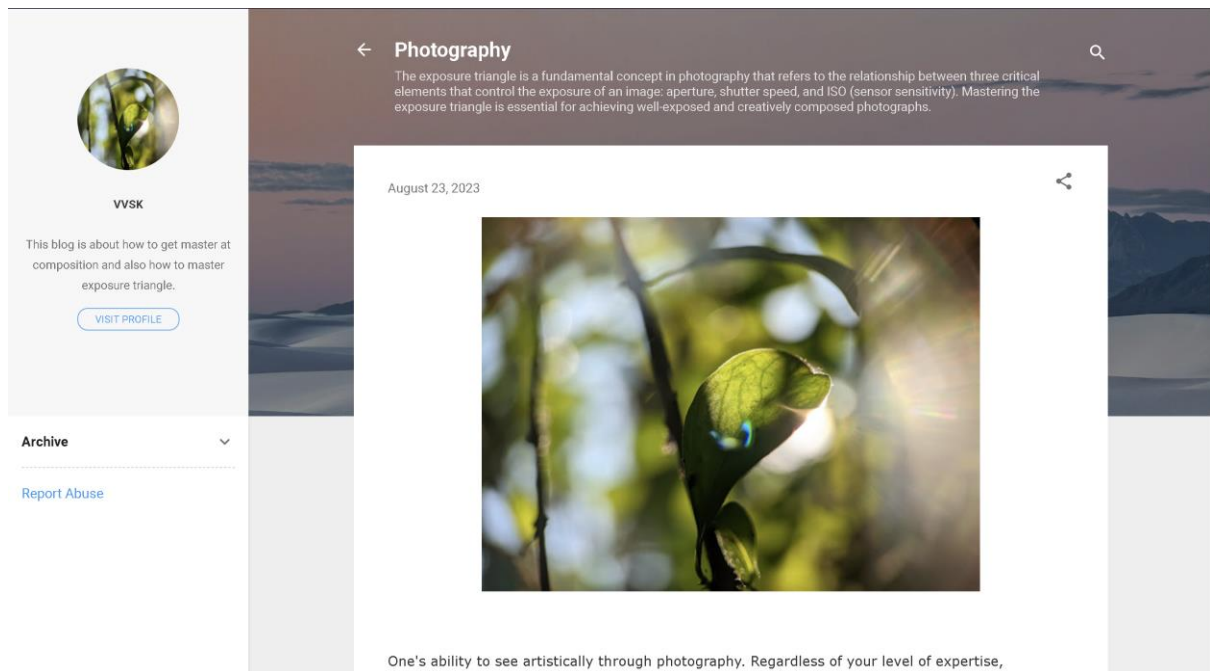 VVSK
This blog is about how to get master at
composition and also how to master
exposure triangle.
VISIT PROFILE
Archive
Report Abuse
Photography
The exposure triangle is a fundamental concept in photography that refers to the relationship between three critical
elements that control the exposure of an image: aperture, shutter speed, and ISO (sensor sensitivity). Mastering the
exposure triangle is essential for achieving well-exposed and creatively composed photographs.
August 23, 2023
One's ability to see artistically through photography. Regardless of your level of expertise,